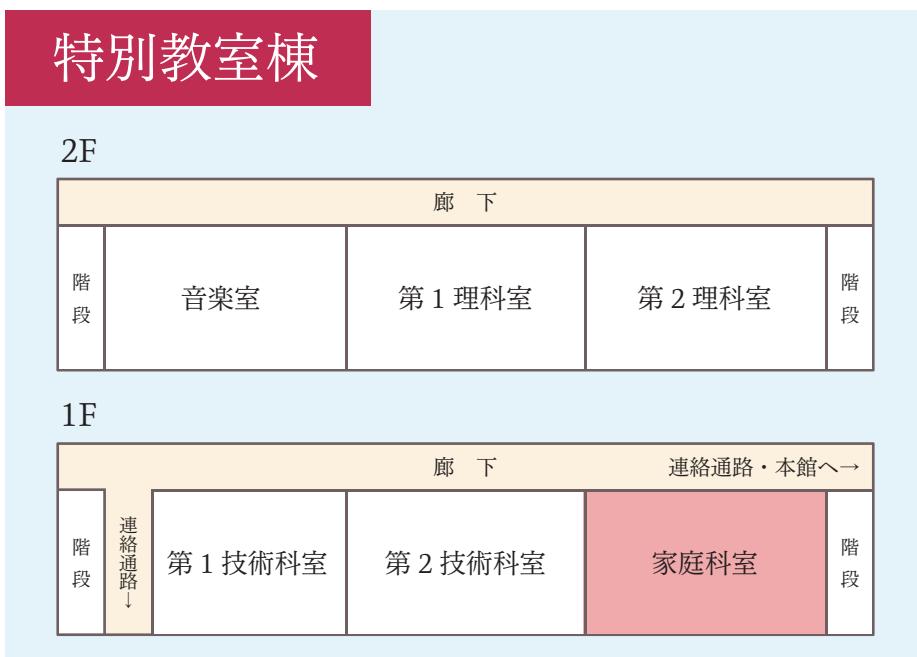 特別教室棟
2F
廊 下
階段
音楽室
第1理科室
第2理科室
階段
1F
廊 下
連絡通路・本館へ→
階段
連絡通路→
第1技術科室
第2技術科室
家庭科室
階段